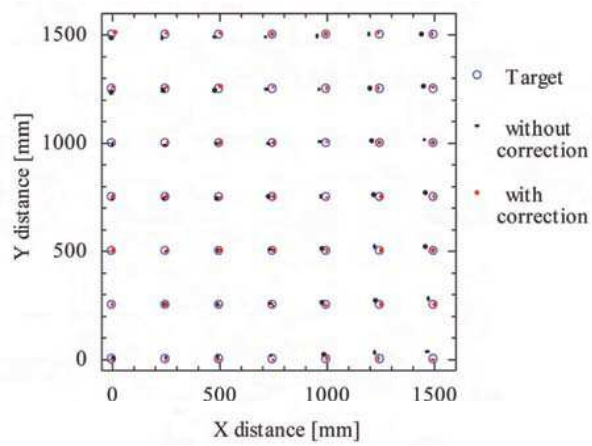 1500
1000
500
0
Y distance [mm]
0
500
1000
1500
X distance [mm]
Target
without
correction
with
correction